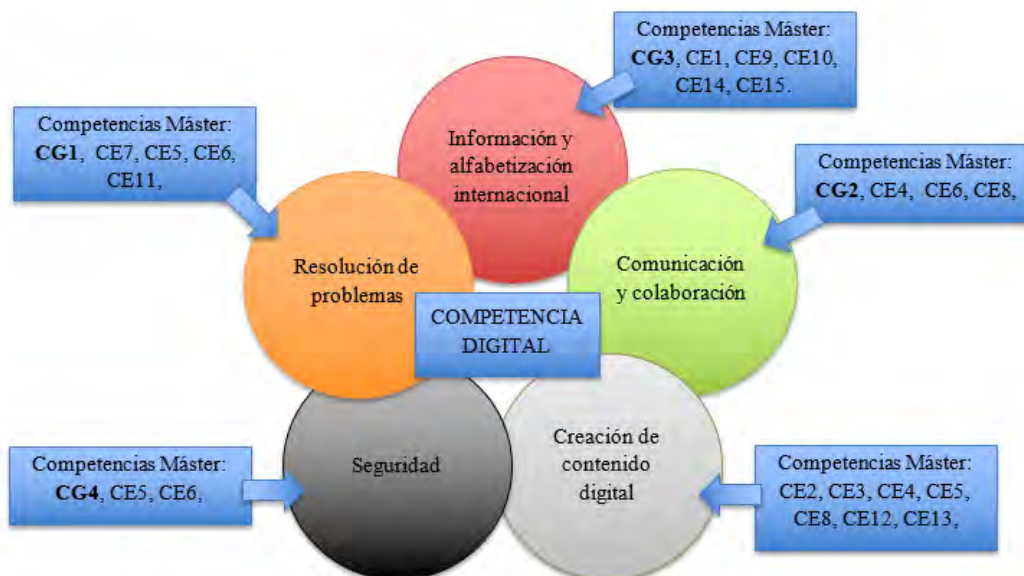 Competencias Máster:
CG3, CE1, CE9, CE10,
CE14, CE15.
Información y
alfabetización
internacional
Competencias Máster:
CG1, CE7, CE5, CE6,
CE11,
Competencias Máster:
CG2, CE4, CE6, CE8,
Resolución de
problemas
Comunicación
y colaboración
COMPETENCIA
DIGITAL
Competencias Máster:
CG4, CE5, CE6,
Seguridad
Creación de
contenido
digital
Competencias Máster:
CE2, CE3, CE4, CE5,
CE8, CE12, CE13,